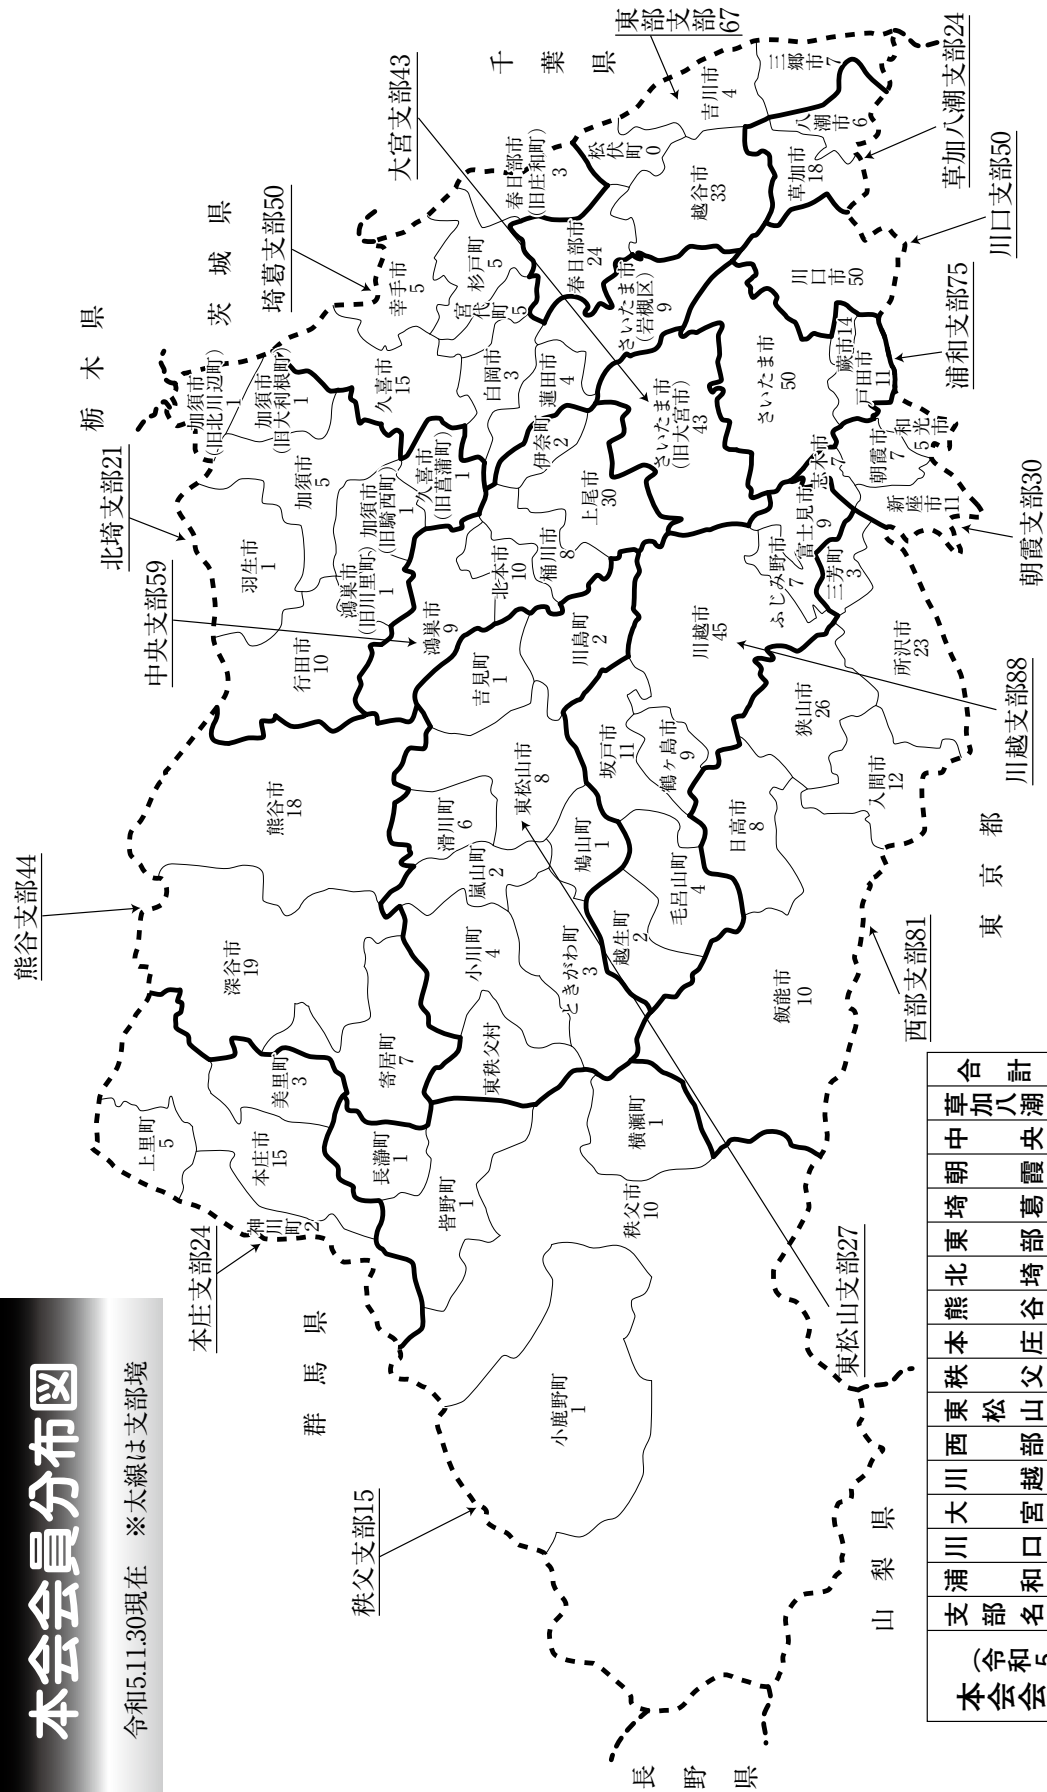 本会会員分布図
令和5.11.30現在　※太線は支部境
長野県
群馬県
栃木県
茨城県
千葉県
東京都
山梨県
秩父支部15
本庄支部24
熊谷支部44
中央支部59
北埼支部21
埼葛支部50
大宮支部43
東部支部67
草加八潮支部24
川口支部50
浦和支部75
朝霞支部30
川越支部88
西部支部81
東松山支部27
上里町
5
本庄市
15
神川町2
美里町
3
深谷市
19
寄居町
7
熊谷市
18
長瀞町
1
皆野町
1
小鹿野町
1
秩父市
10
横瀬町
1
東秩父村
小川町
4
ときがわ町
3
嵐山町
2
滑川町
6
東松山市
8
鳩山町
1
吉見町
1
川島町
2
越生町
2
毛呂山町
4
坂戸市
11
鶴ヶ島市
9
川越市
45
ふじみ野市
7
富士見市
9
三芳町
3
飯能市
10
日高市
8
狭山市
26
入間市
12
所沢市
23
行田市
10
羽生市
1
加須市
5
加須市
(旧騎西町)
1
加須市
(旧北川辺町)
1
加須市
(旧大利根町)
1
鴻巣市
(旧川里町)
1
鴻巣市
9
北本市
10
桶川市
8
上尾市
30
伊奈町
2
久喜市
15
久喜市
(旧菖蒲町)
1
幸手市
5
杉戸町
5
宮代町
5
白岡市
3
蓮田市
4
さいたま市
(岩槻区)
9
さいたま市
(旧大宮市)
43
さいたま市
50
春日部市
24
春日部市
(旧庄和町)
3
松伏町
0
越谷市
33
吉川市
4
三郷市
7
八潮市
6
草加市
18
川口市
50
蕨市14
戸田市
11
志木市
7
朝霞市
7
和光市
5
新座市
11
支部名
浦和
川口
大宮
川越
西部
東松山
秩父
本庄
熊谷
北埼
東部
埼葛
朝霞
中央
草加八潮
合計
本会会
(令和5